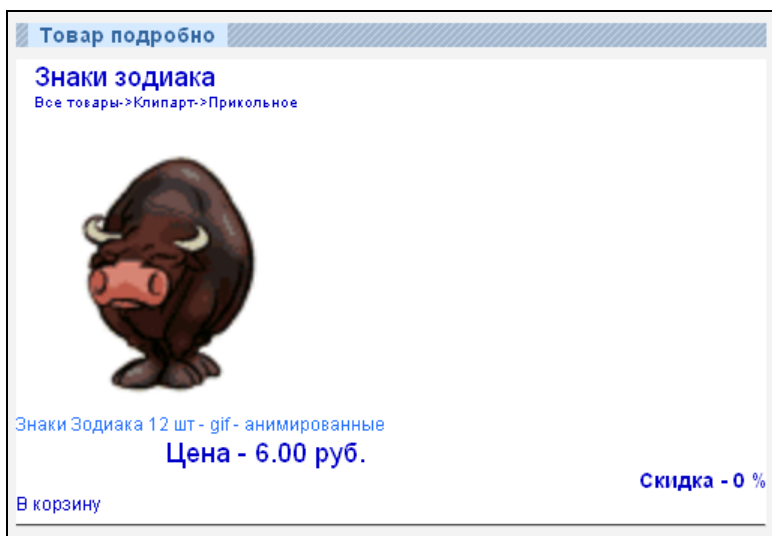 Товар подробно
Знаки зодиака
Все товары->Клипарт->Прикольное
Знаки Зодиака 12 шт - gif - анимированные
Цена - 6.00 руб.
Скидка - 0 %
В корзину